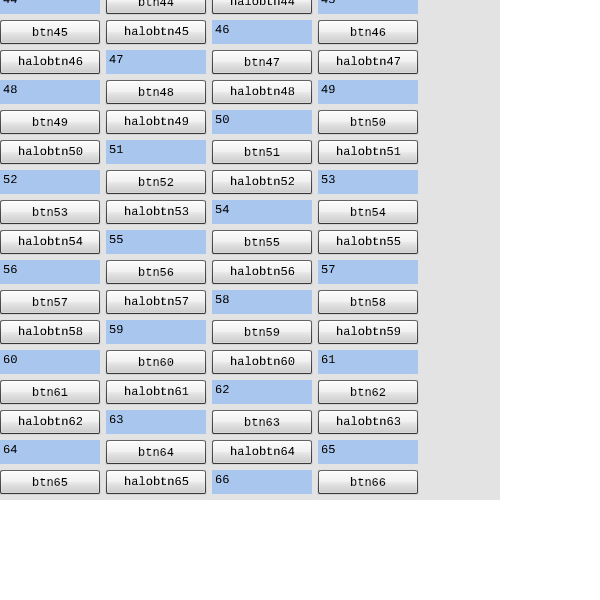 44 btn44 halobtn44 45
btn45 halobtn45 46 btn46
halobtn46 47 btn47 halobtn47
48 btn48 halobtn48 49
btn49 halobtn49 50 btn50
halobtn50 51 btn51 halobtn51
52 btn52 halobtn52 53
btn53 halobtn53 54 btn54
halobtn54 55 btn55 halobtn55
56 btn56 halobtn56 57
btn57 halobtn57 58 btn58
halobtn58 59 btn59 halobtn59
60 btn60 halobtn60 61
btn61 halobtn61 62 btn62
halobtn62 63 btn63 halobtn63
64 btn64 halobtn64 65
btn65 halobtn65 66 btn66